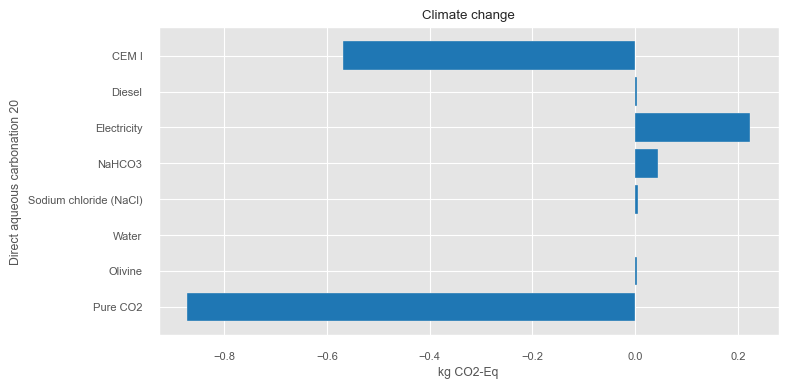 Climate change
Direct aqueous carbonation 20
CEM I
Diesel
Electricity
NaHCO3
Sodium chloride (NaCl)
Water
Olivine
Pure CO2
−0.8 −0.6 −0.4 −0.2 0.0 0.2
kg CO2-Eq